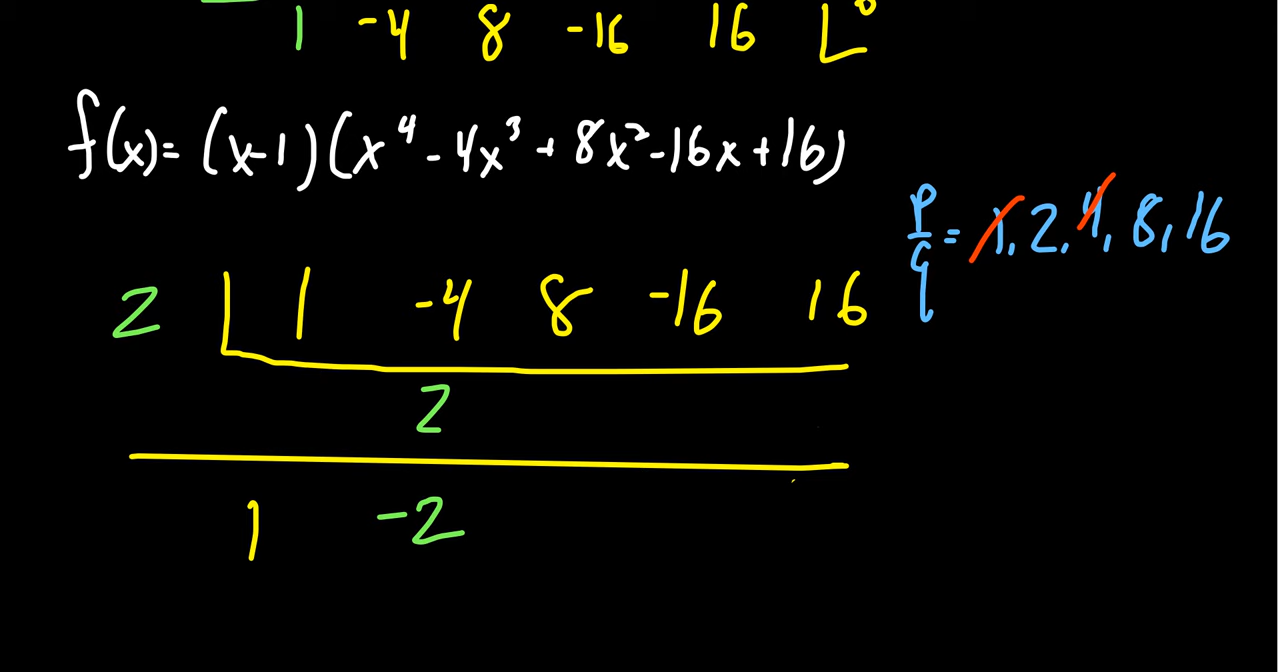 1 -4 8 -16 16 0
f(x)= (x-1)(x⁴ - 4x³ + 8x² - 16x + 16)
p/q = 1, 2, 4, 8, 16
2 | 1 -4 8 -16 16
2
1 -2